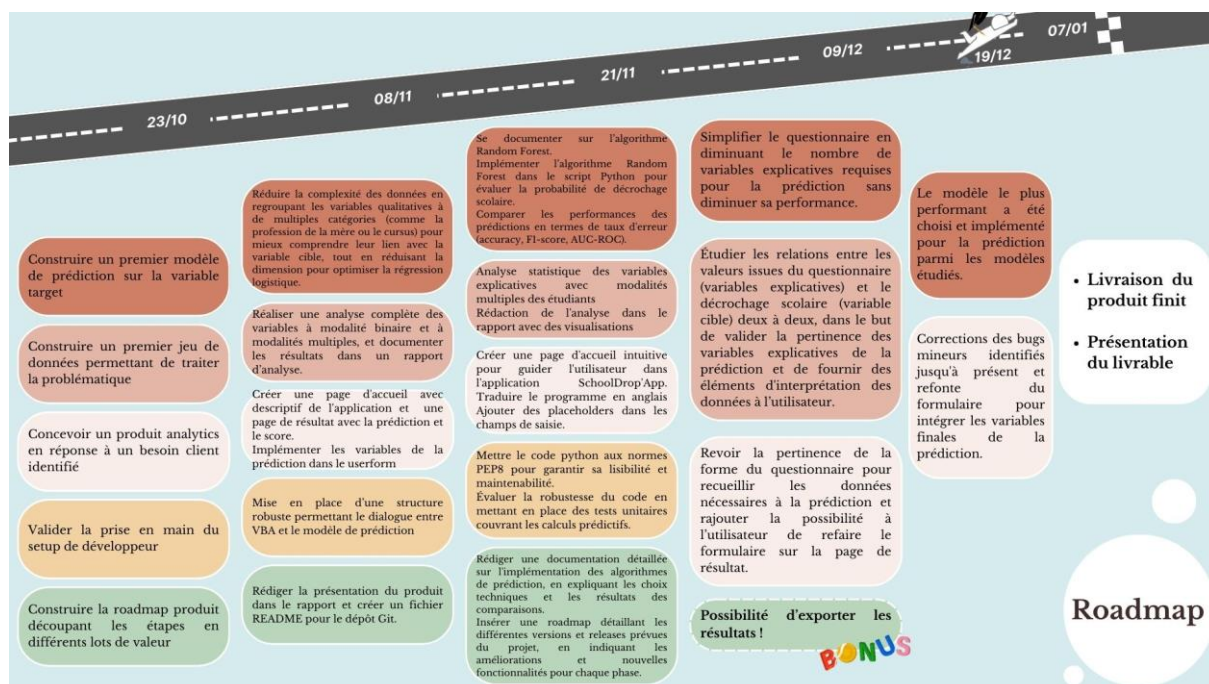 23/10
08/11
21/11
09/12
19/12
07/01
Construire un premier modèle
de prédiction sur la variable
target
Construire un premier jeu de
données permettant de traiter
la problématique
Concevoir un produit analytics
en réponse à un besoin client
identifié
Valider la prise en main du
setup de développeur
Construire la roadmap produit
découpant les étapes en
différents lots de valeur
Réduire la complexité des données en
regroupant les variables qualitatives à
de multiples catégories (comme la
profession de la mère ou le cursus) pour
mieux comprendre leur lien avec la
variable cible, tout en réduisant la
dimension pour optimiser la régression
logistique.
Réaliser une analyse complète des
variables à modalité binaire et à
modalités multiples, et documenter
les résultats dans un rapport
d'analyse.
Créer une page d'accueil avec
descriptif de l'application et une
page de résultat avec la prédiction et
le score.
Implémenter les variables de la
prédiction dans le userform
Mise en place d'une structure
robuste permettant le dialogue entre
VBA et le modèle de prédiction
Rédiger la présentation du produit
dans le rapport et créer un fichier
README pour le dépôt Git.
Se documenter sur l'algorithme
Random Forest.
Implémenter l'algorithme Random
Forest dans le script Python pour
évaluer la probabilité de décrochage
scolaire.
Comparer les performances des
prédictions en termes de taux d'erreur
(accuracy, F1-score, AUC-ROC).
Analyse statistique des variables
explicatives avec modalités
multiples des étudiants
Rédaction de l'analyse dans le
rapport avec des visualisations
Créer une page d'accueil intuitive
pour guider l'utilisateur dans
l'application SchoolDrop'App.
Traduire le programme en anglais
Ajouter des placeholders dans les
champs de saisie.
Mettre le code python aux normes
PEP8 pour garantir sa lisibilité et
maintenabilité.
Évaluer la robustesse du code en
mettant en place des tests unitaires
couvrant les calculs prédictifs.
Rédiger une documentation détaillée
sur l'implémentation des algorithmes
de prédiction, en expliquant les choix
techniques et les résultats des
comparaisons.
Insérer une roadmap détaillant les
différentes versions et releases prévues
du projet, en indiquant les
améliorations et nouvelles
fonctionnalités pour chaque phase.
Simplifier le questionnaire en
diminuant le nombre de
variables explicatives requises
pour la prédiction sans
diminuer sa performance.
Étudier les relations entre les
valeurs issues du questionnaire
(variables explicatives) et le
décrochage scolaire (variable
cible) deux à deux, dans le but
de valider la pertinence des
variables explicatives de la
prédiction et de fournir des
éléments d'interprétation des
données à l'utilisateur.
Revoir la pertinence de la
forme du questionnaire pour
recueillir les données
nécessaires à la prédiction et
rajouter la possibilité à
l'utilisateur de refaire le
formulaire sur la page de
résultat.
Possibilité d'exporter les
résultats !
BONUS
Le modèle le plus
performant a été
choisi et implémenté
pour la prédiction
parmi les modèles
étudiés.
Corrections des bugs
mineurs identifiés
jusqu'à présent et
refonte du
formulaire pour
intégrer les variables
finales de la
prédiction.
• Livraison du
produit finit
• Présentation
du livrable
Roadmap